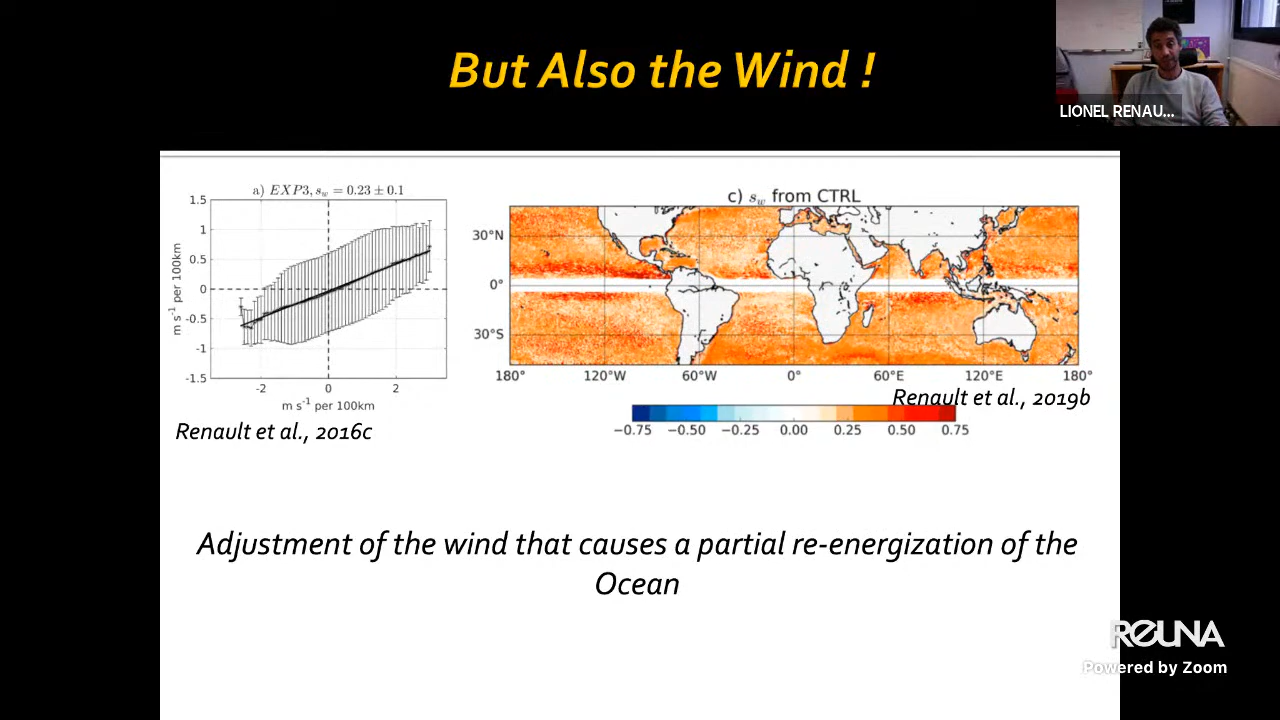 But Also the Wind !
LIONEL RENAU...
a) EXP3, s_w = 0.23 ± 0.1
1.5
1
0.5
0
-0.5
-1
-1.5
m s⁻¹ per 100km
-2 0 2
m s⁻¹ per 100km
Renault et al., 2016c
c) s_w from CTRL
30°N
0°
30°S
180° 120°W 60°W 0° 60°E 120°E 180°
Renault et al., 2019b
−0.75 −0.50 −0.25 0.00 0.25 0.50 0.75
Adjustment of the wind that causes a partial re-energization of the
Ocean
REUNA
Powered by Zoom